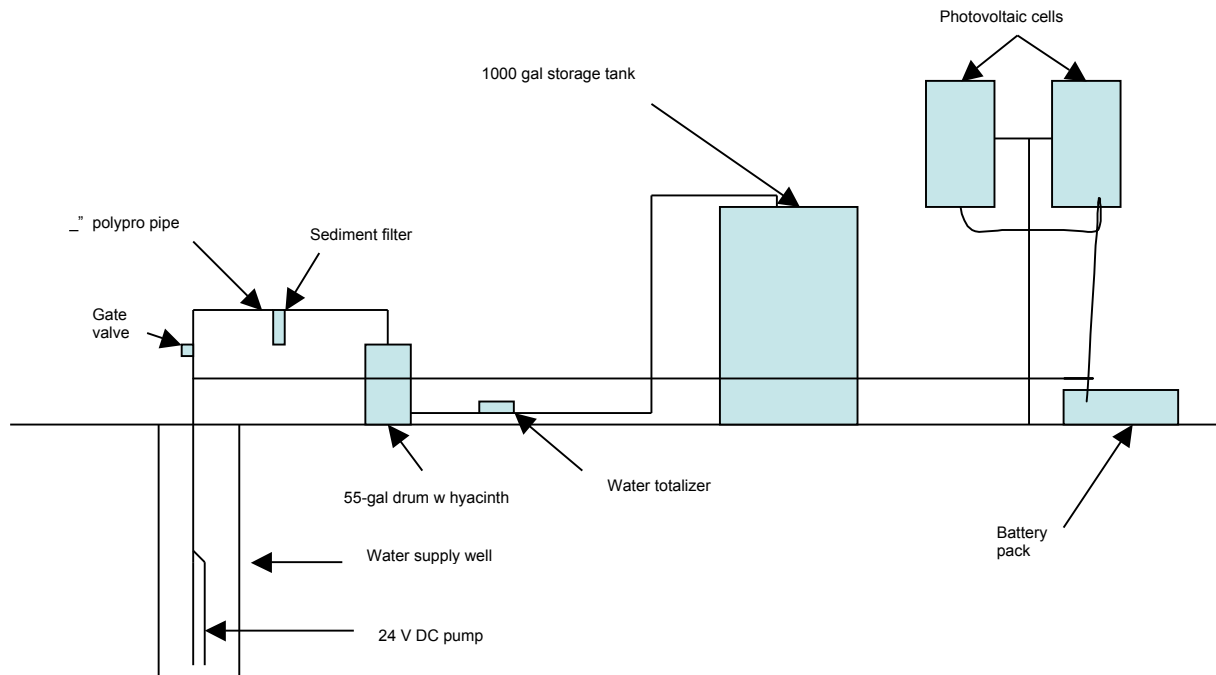 Photovoltaic cells
1000 gal storage tank
_” polypro pipe
Sediment filter
Gate
valve
55-gal drum w hyacinth
Water totalizer
Water supply well
Battery
pack
24 V DC pump